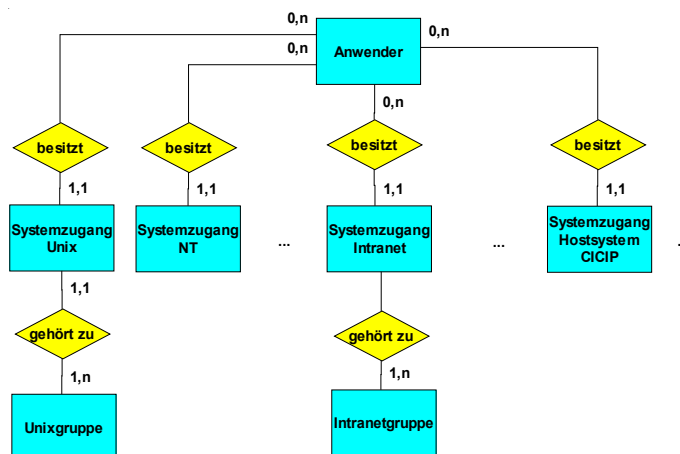 0,n
0,n
Anwender
0,n
0,n
besitzt
besitzt
besitzt
besitzt
1,1
1,1
1,1
1,1
Systemzugang
Unix
Systemzugang
NT
...
Systemzugang
Intranet
...
Systemzugang
Hostsystem
CICIP
1,1
gehört zu
gehört zu
1,n
1,n
Unixgruppe
Intranetgruppe